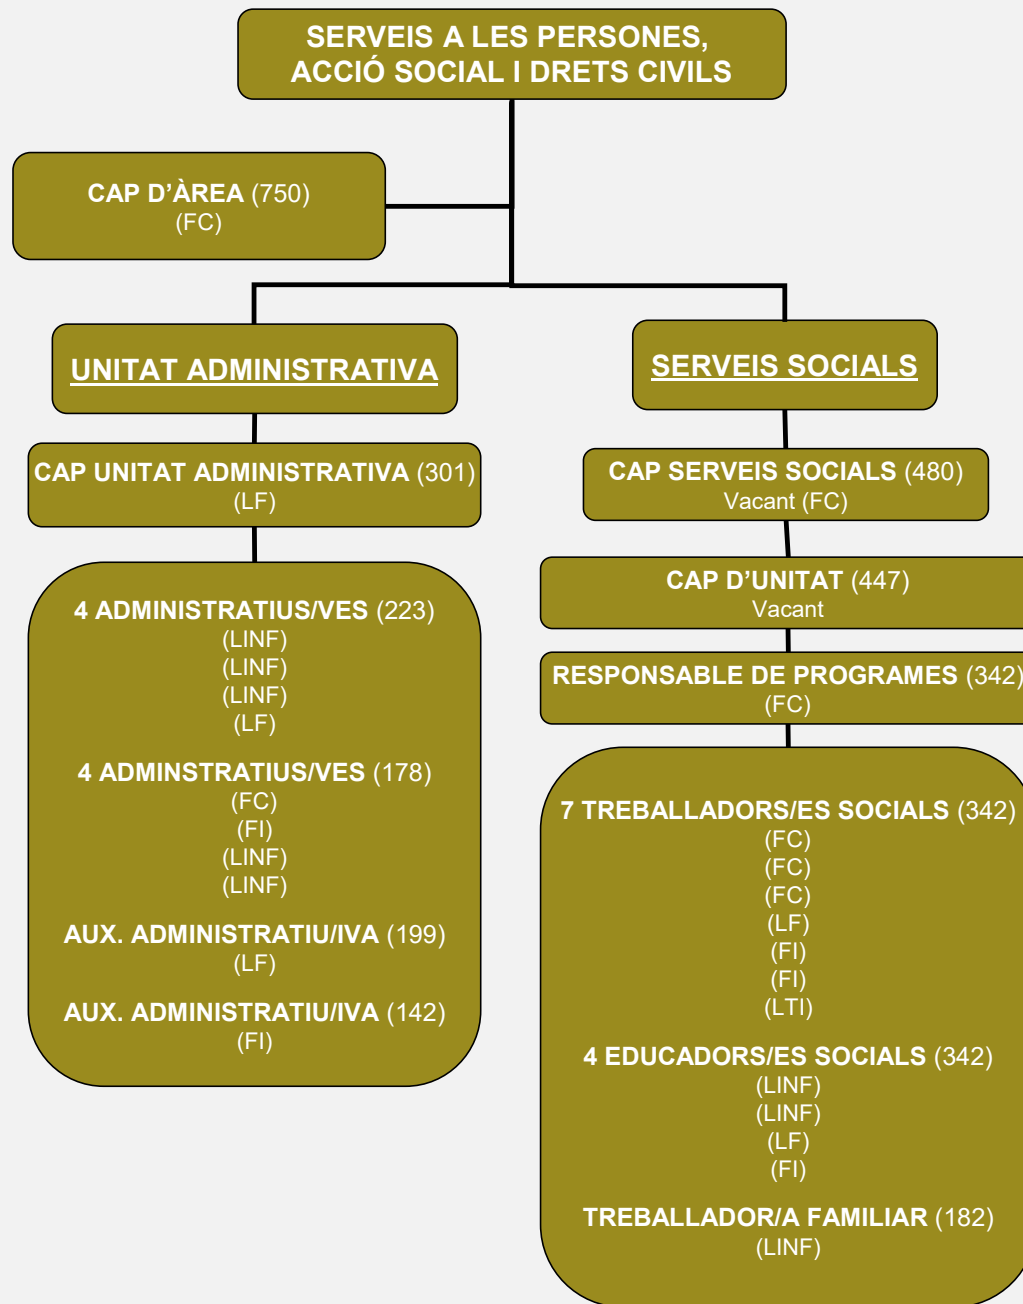 SERVEIS A LES PERSONES,
ACCIÓ SOCIAL I DRETS CIVILS
CAP D'ÀREA (750)
(FC)
UNITAT ADMINISTRATIVA
CAP UNITAT ADMINISTRATIVA (301)
(LF)
4 ADMINISTRATIUS/VES (223)
(LINF)
(LINF)
(LINF)
(LF)
4 ADMINSTRATIUS/VES (178)
(FC)
(FI)
(LINF)
(LINF)
AUX. ADMINISTRATIU/IVA (199)
(LF)
AUX. ADMINISTRATIU/IVA (142)
(FI)
SERVEIS SOCIALS
CAP SERVEIS SOCIALS (480)
Vacant (FC)
CAP D'UNITAT (447)
Vacant
RESPONSABLE DE PROGRAMES (342)
(FC)
7 TREBALLADORS/ES SOCIALS (342)
(FC)
(FC)
(FC)
(LF)
(FI)
(FI)
(LTI)
4 EDUCADORS/ES SOCIALS (342)
(LINF)
(LINF)
(LF)
(FI)
TREBALLADOR/A FAMILIAR (182)
(LINF)